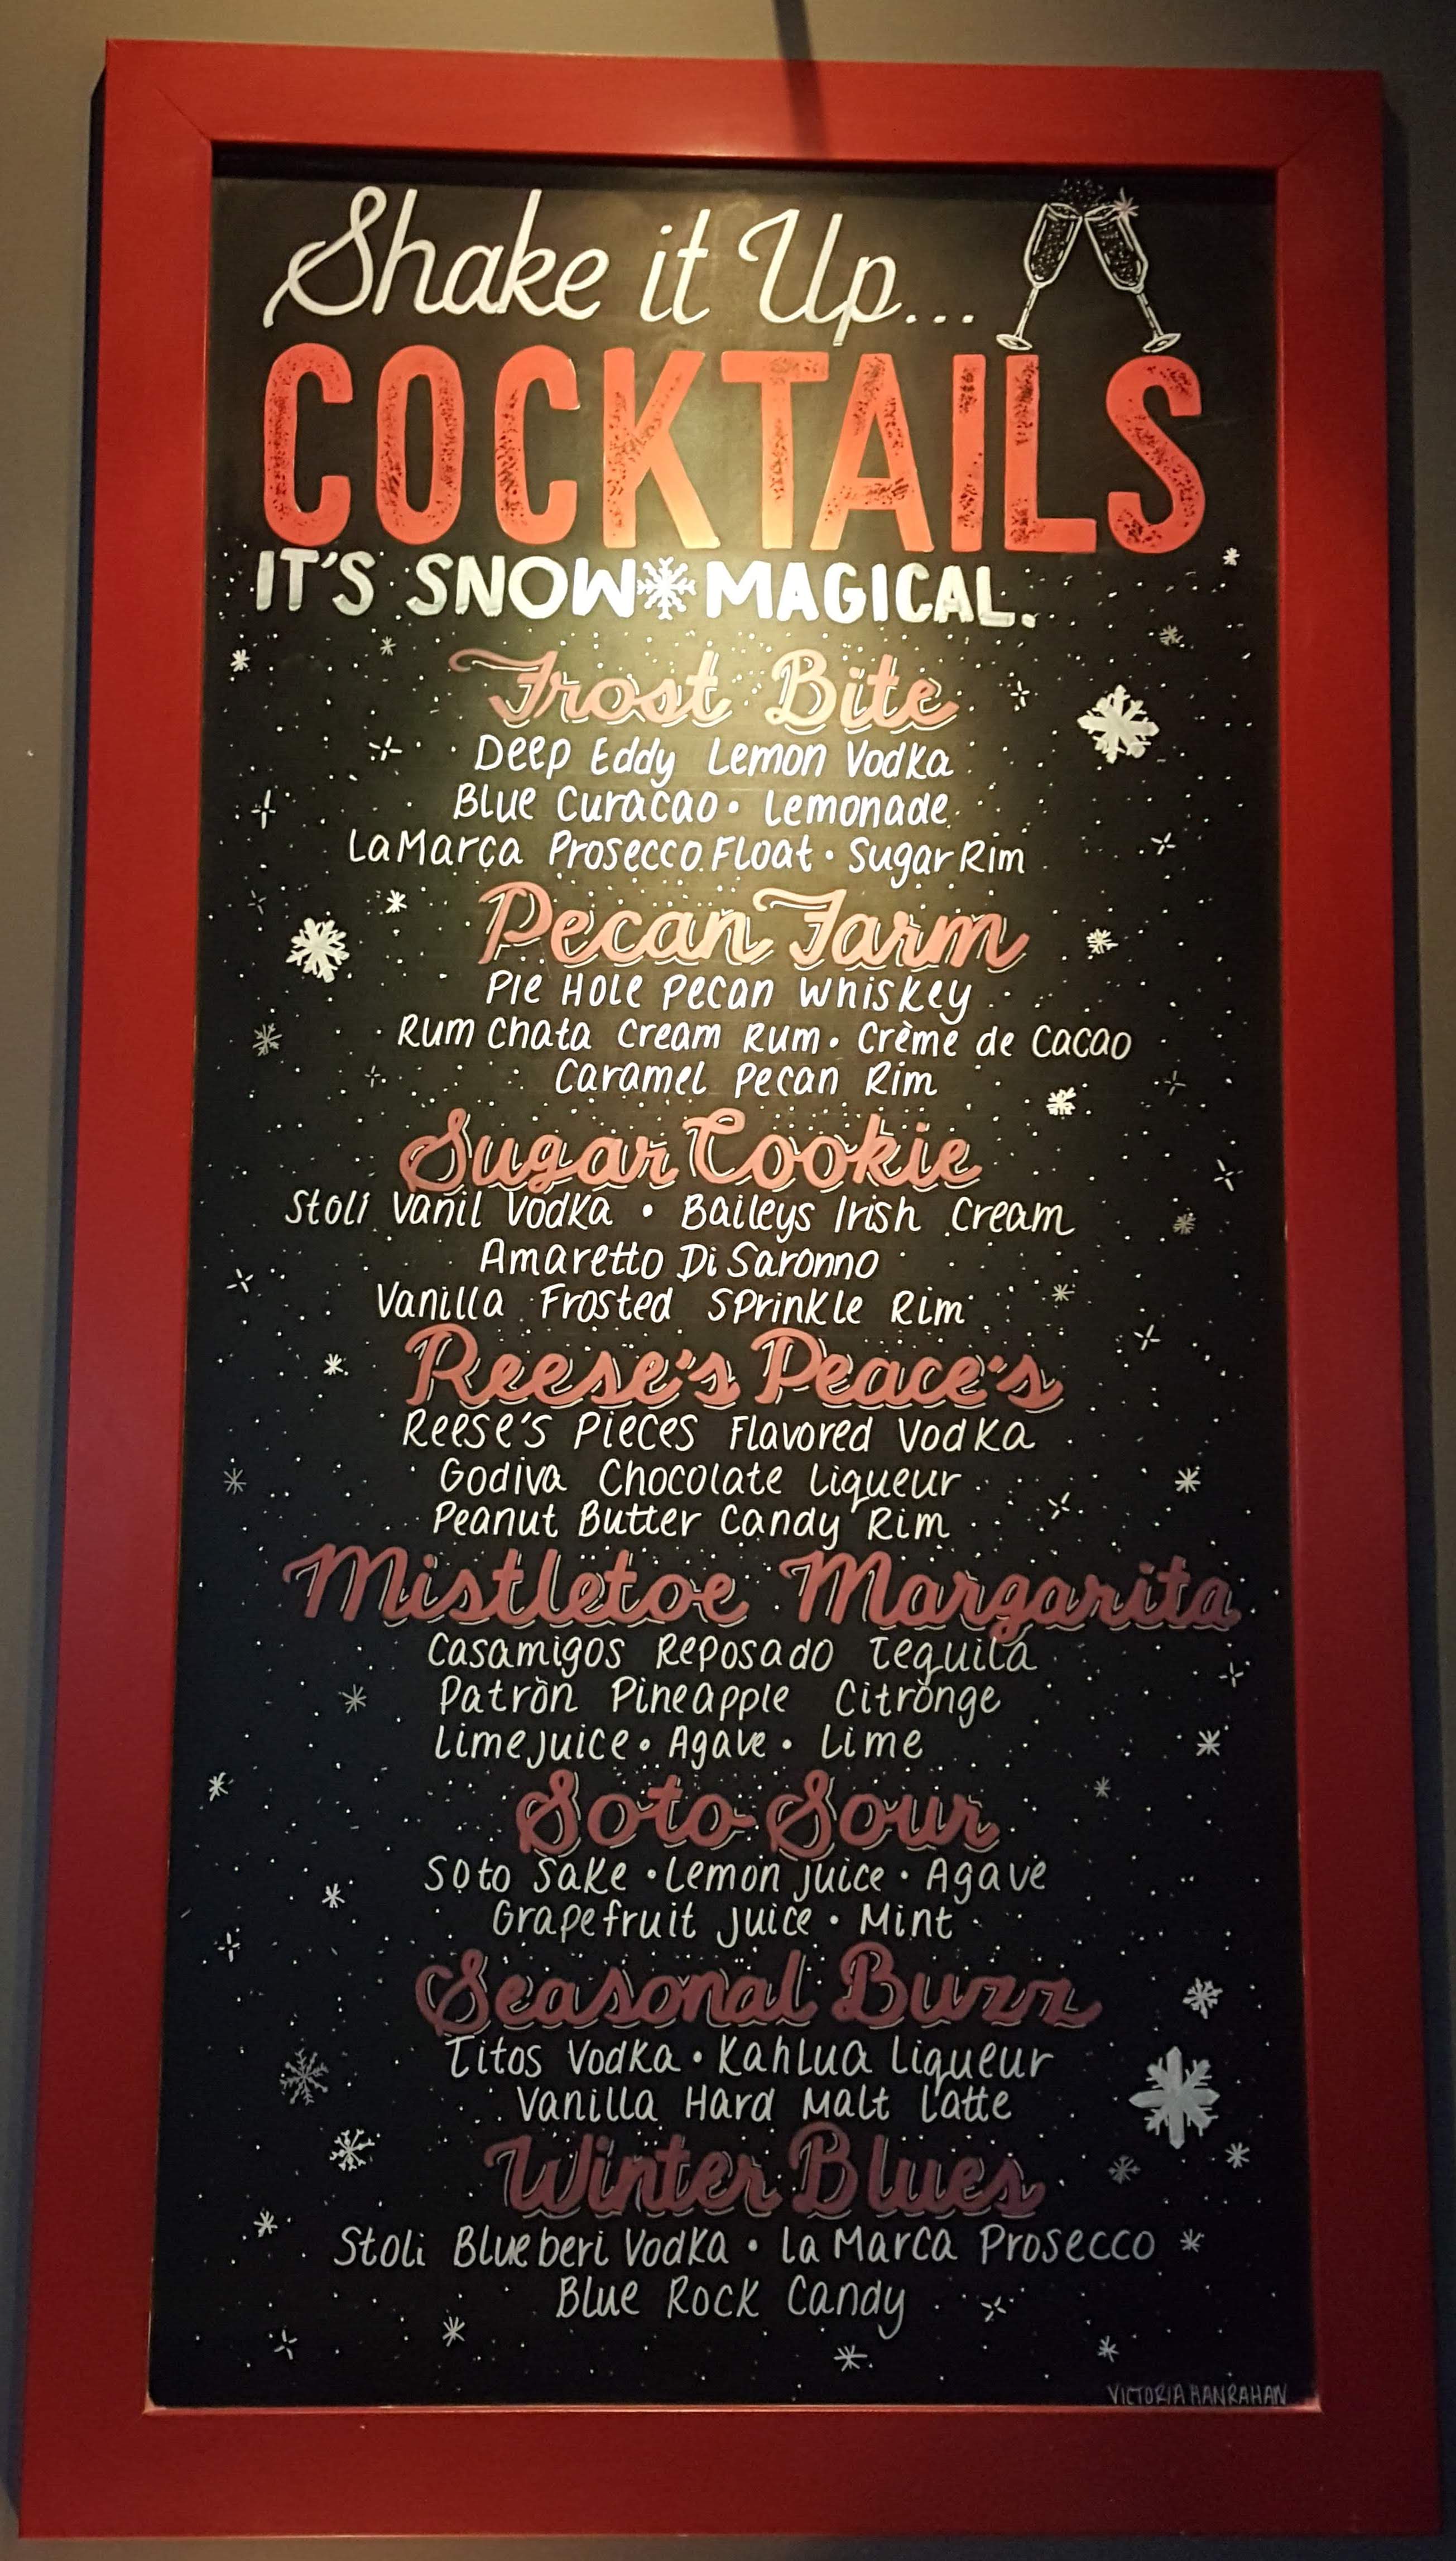 Shake it Up...
COCKTAILS
IT'S SNOW MAGICAL.
Frost Bite
Deep Eddy Lemon Vodka
Blue Curacao • Lemonade
LaMarca Prosecco Float • Sugar Rim
Pecan Farm
Pie Hole Pecan Whiskey
Rum Chata Cream Rum • Crème de Cacao
Caramel Pecan Rim
Sugar Cookie
Stoli Vanil Vodka • Baileys Irish Cream
Amaretto Di Saronno
Vanilla Frosted Sprinkle Rim
Reese's Peace's
Reese's Pieces Flavored Vodka
Godiva Chocolate Liqueur
Peanut Butter Candy Rim
Mistletoe Margarita
Casamigos Reposado Tequila
Patròn Pineapple Citrònge
Lime Juice • Agave • Lime
Soto Sour
Soto Sake • Lemon Juice • Agave
Grapefruit Juice • Mint
Seasonal Buzz
Titos Vodka • Kahlua Liqueur
Vanilla Hard Malt Latte
Winter Blues
Stoli Blueberi Vodka • La Marca Prosecco
Blue Rock Candy
VICTORIA HANRAHAN